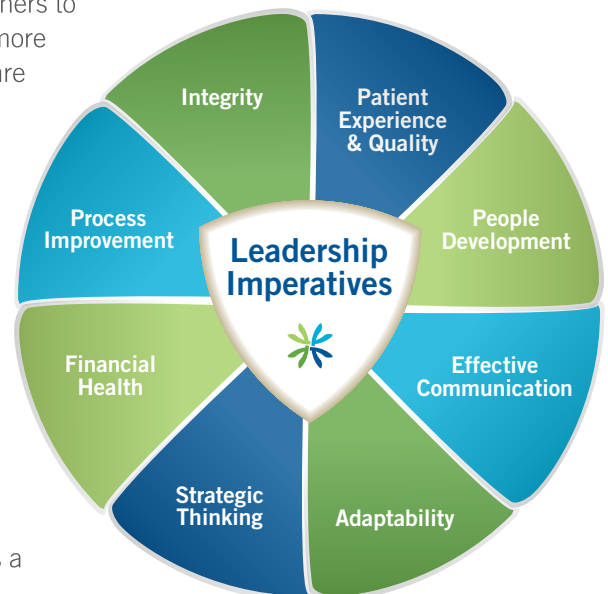 ners to
more
are
Integrity
Patient
Experience
& Quality
People
Development
Effective
Communication
Adaptability
Strategic
Thinking
Financial
Health
Process
Improvement
Leadership
Imperatives
a